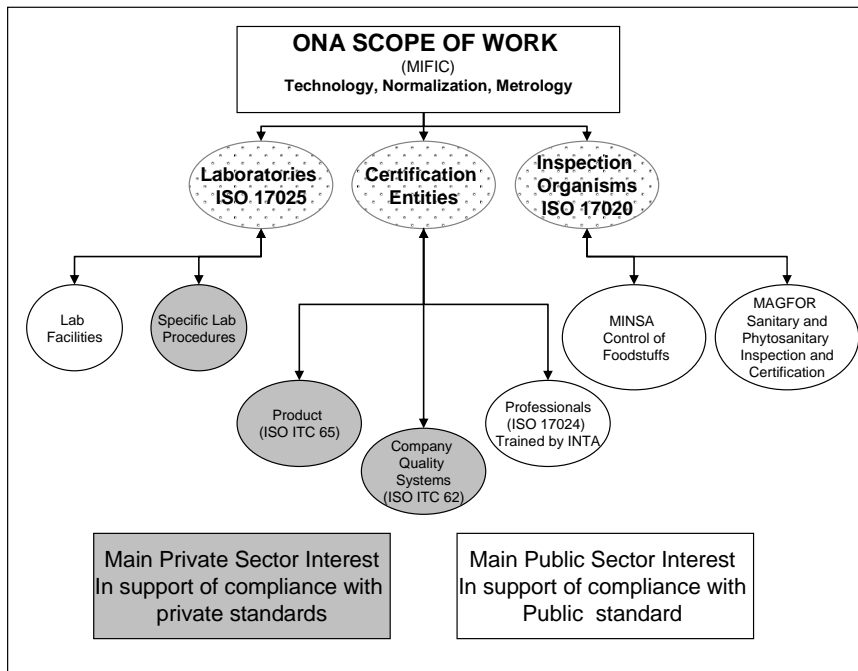 ONA SCOPE OF WORK
(MIFIC)
Technology, Normalization, Metrology
Laboratories
ISO 17025
Certification
Entities
Inspection
Organisms
ISO 17020
Lab
Facilities
Specific Lab
Procedures
MINSA
Control of
Foodstuffs
MAGFOR
Sanitary and
Phytosanitary
Inspection and
Certification
Product
(ISO ITC 65)
Company
Quality
Systems
(ISO ITC 62)
Professionals
(ISO 17024)
Trained by INTA
Main Private Sector Interest
In support of compliance with
private standards
Main Public Sector Interest
In support of compliance with
Public standard